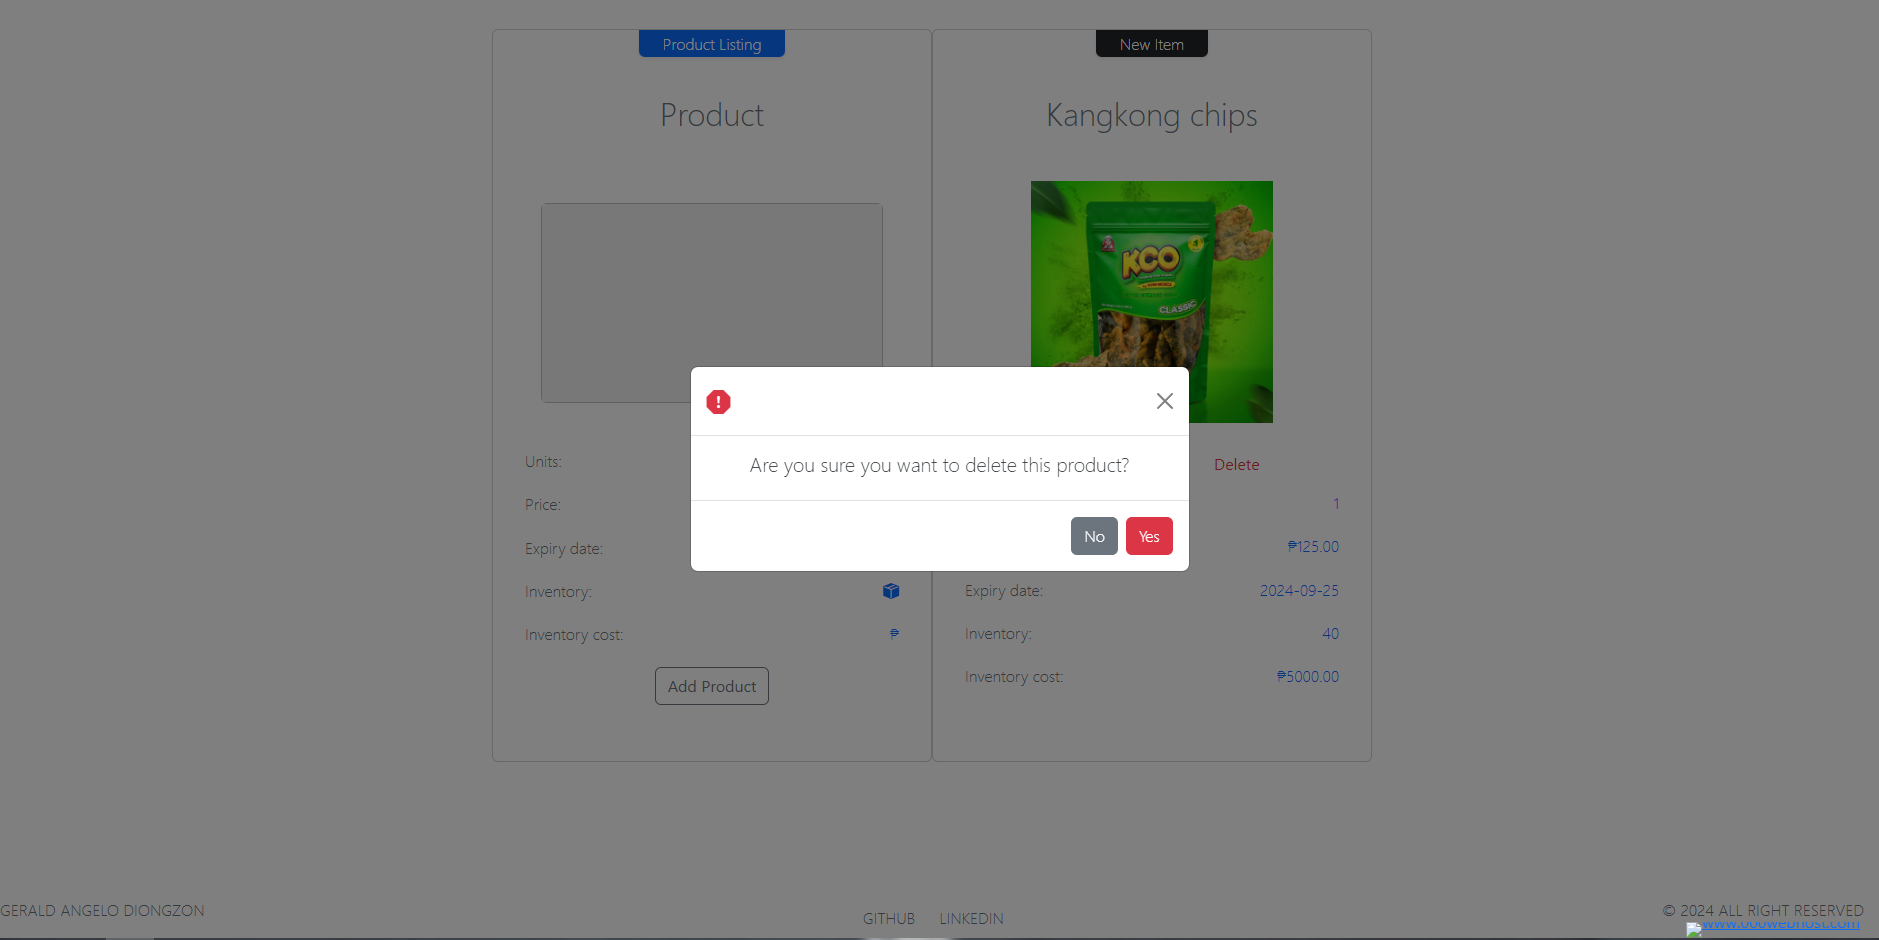 Product Listing
New Item
Product
Kangkong chips
KCO
CLASSIC
!
Are you sure you want to delete this product?
No
Yes
Units:
Price:
Expiry date:
Inventory:
Inventory cost:
₱
Add Product
Delete
1
₱125.00
Expiry date:
2024-09-25
Inventory:
40
Inventory cost:
₱5000.00
GERALD ANGELO DIONGZON
GITHUB
LINKEDIN
© 2024 ALL RIGHT RESERVED
www.000webhost.com